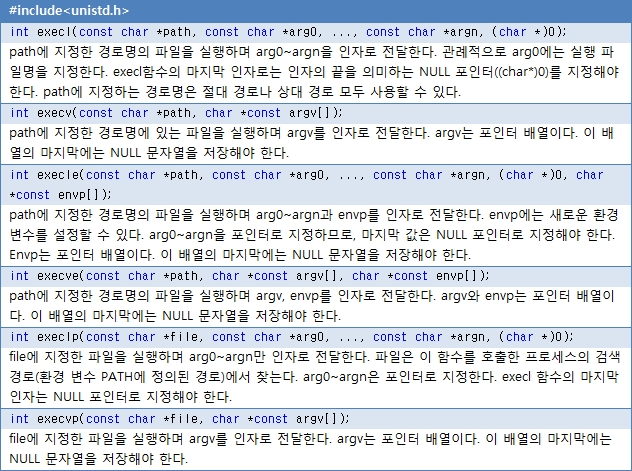 #include<unistd.h>
int execl(const char *path, const char *arg0, ..., const char *argn, (char *)0);
path에 지정한 경로명의 파일을 실행하며 arg0~argn을 인자로 전달한다. 관례적으로 arg0에는 실행 파
일명을 지정한다. execl함수의 마지막 인자로는 인자의 끝을 의미하는 NULL 포인터((char*)0)를 지정해야
한다. path에 지정하는 경로명은 절대 경로나 상대 경로 모두 사용할 수 있다.
int execv(const char *path, char *const argv[]);
path에 지정한 경로명에 있는 파일을 실행하며 argv를 인자로 전달한다. argv는 포인터 배열이다. 이 배
열의 마지막에는 NULL 문자열을 저장해야 한다.
int execle(const char *path, const char *arg0, ..., const char *argn, (char *)0, char
*const envp[]);
path에 지정한 경로명의 파일을 실행하며 arg0~argn과 envp를 인자로 전달한다. envp에는 새로운 환경
변수를 설정할 수 있다. arg0~argn을 포인터로 지정하므로, 마지막 값은 NULL 포인터로 지정해야 한다.
Envp는 포인터 배열이다. 이 배열의 마지막에는 NULL 문자열을 저장해야 한다.
int execve(const char *path, char *const argv[], char *const envp[]);
path에 지정한 경로명의 파일을 실행하며 argv, envp를 인자로 전달한다. argv와 envp는 포인터 배열이
다. 이 배열의 마지막에는 NULL 문자열을 저장해야 한다.
int execlp(const char *file, const char *arg0, ..., const char *argn, (char *)0);
file에 지정한 파일을 실행하며 arg0~argn만 인자로 전달한다. 파일은 이 함수를 호출한 프로세스의 검색
경로(환경 변수 PATH에 정의된 경로)에서 찾는다. arg0~argn은 포인터로 지정한다. execl 함수의 마지막
인자는 NULL 포인터로 지정해야 한다.
int execvp(const char *file, char *const argv[]);
file에 지정한 파일을 실행하며 argv를 인자로 전달한다. argv는 포인터 배열이다. 이 배열의 마지막에는
NULL 문자열을 저장해야 한다.